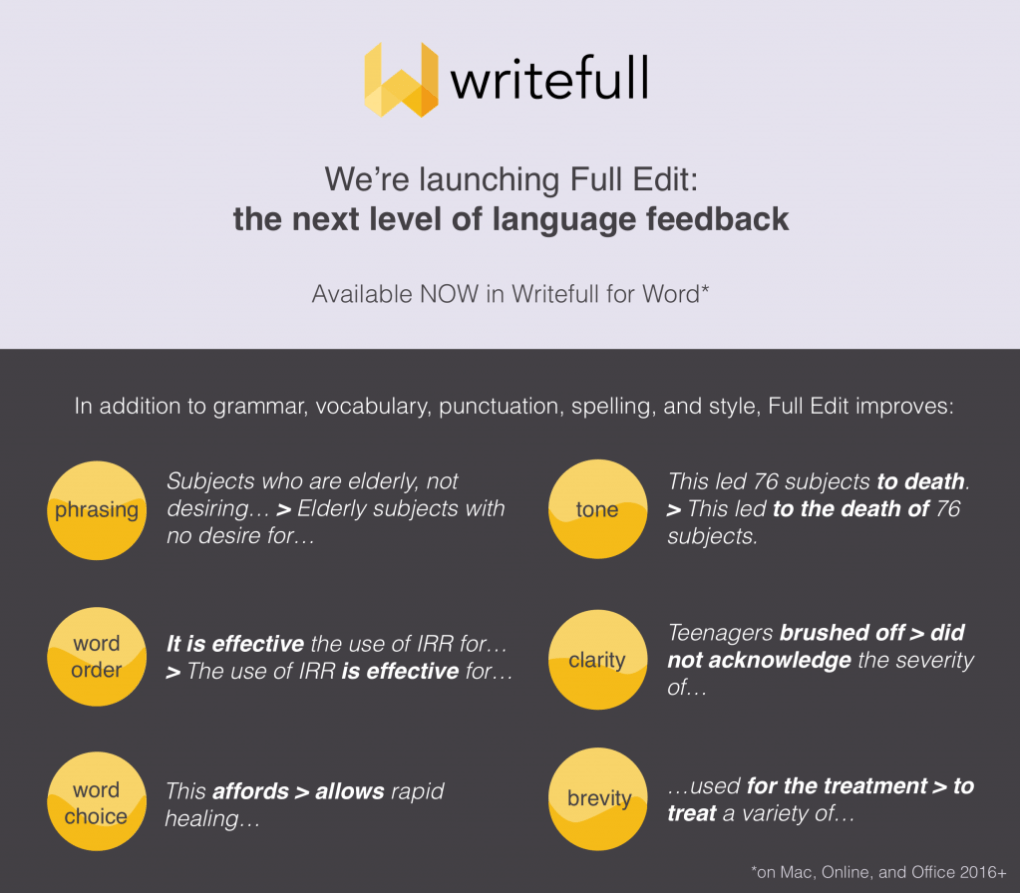 writefull
We're launching Full Edit:
the next level of language feedback
Available NOW in Writefull for Word*
In addition to grammar, vocabulary, punctuation, spelling, and style, Full Edit improves:
phrasing
Subjects who are elderly, not
desiring… > Elderly subjects with
no desire for…
tone
This led 76 subjects to death.
> This led to the death of 76
subjects.
word
order
It is effective the use of IRR for…
> The use of IRR is effective for…
clarity
Teenagers brushed off > did
not acknowledge the severity
of…
word
choice
This affords > allows rapid
healing…
brevity
…used for the treatment > to
treat a variety of…
*on Mac, Online, and Office 2016+